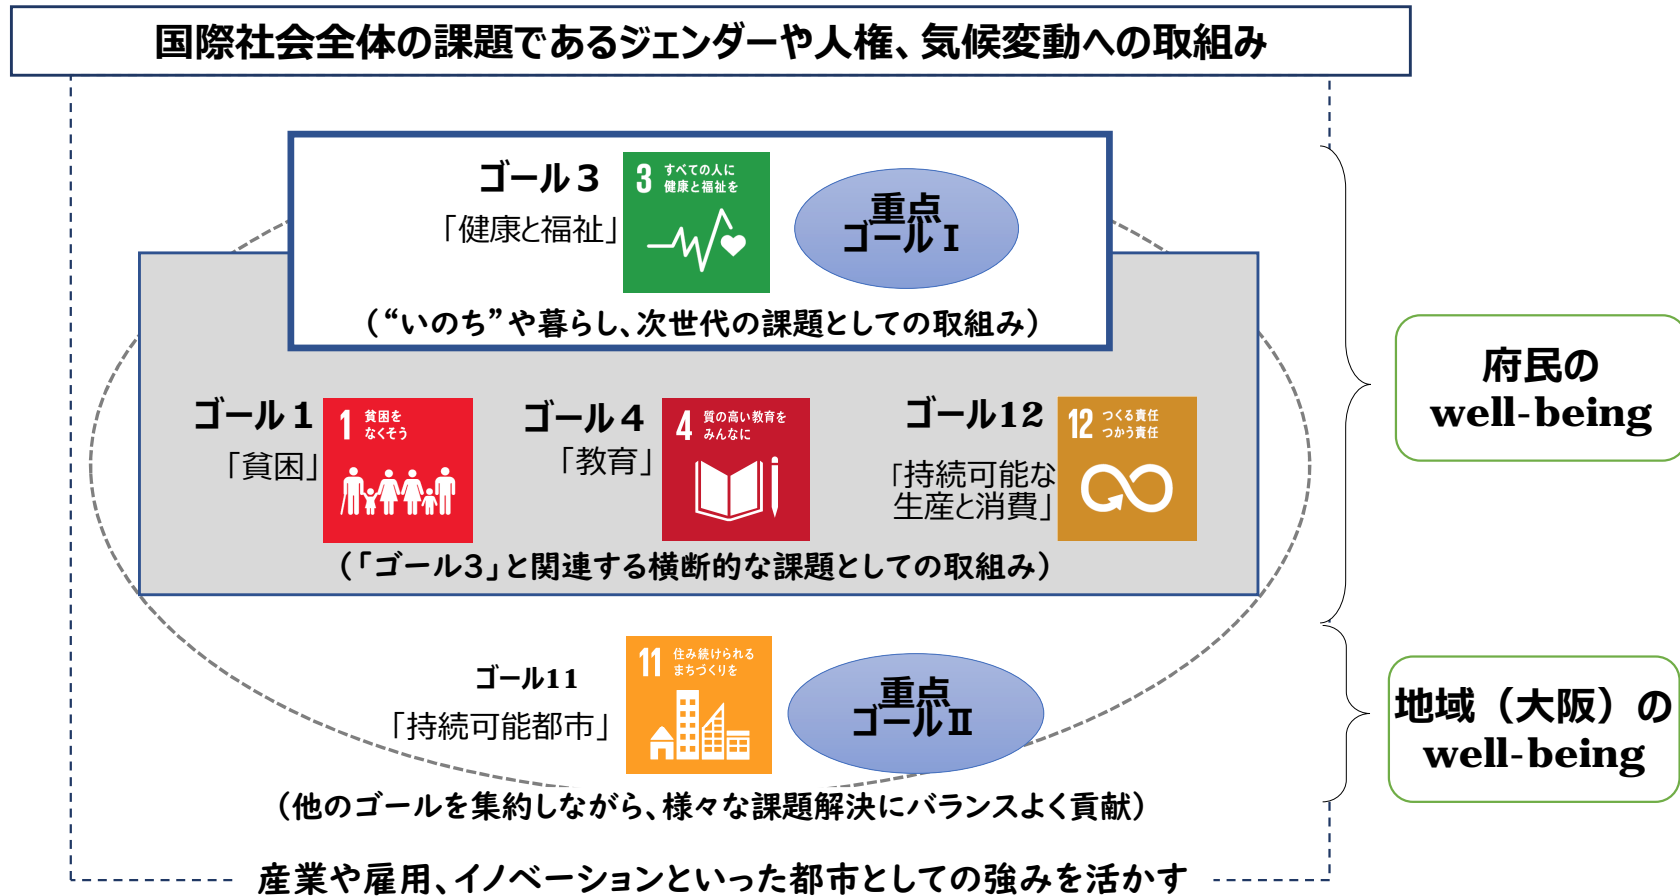 国際社会全体の課題であるジェンダーや人権、気候変動への取組み
ゴール３
「健康と福祉」
3 すべての人に
健康と福祉を
重点
ゴールⅠ
（“いのち”や暮らし、次世代の課題としての取組み）
ゴール１
「貧困」
1 貧困を
なくそう
ゴール４
「教育」
4 質の高い教育を
みんなに
ゴール12
「持続可能な
生産と消費」
12 つくる責任
つかう責任
（「ゴール３」と関連する横断的な課題としての取組み）
府民の
well-being
ゴール11
「持続可能都市」
11 住み続けられる
まちづくりを
重点
ゴールⅡ
（他のゴールを集約しながら、様々な課題解決にバランスよく貢献）
地域（大阪）の
well-being
産業や雇用、イノベーションといった都市としての強みを活かす